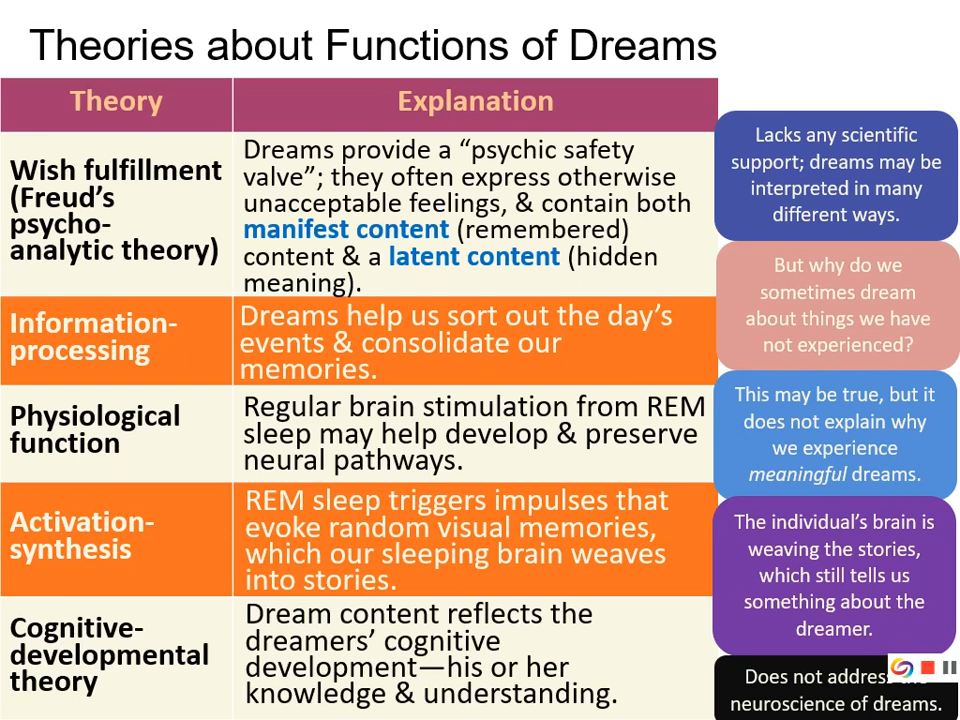 Theories about Functions of Dreams
Theory
Explanation
Wish fulfillment
(Freud's
psycho-
analytic theory)
Dreams provide a “psychic safety
valve”; they often express otherwise
unacceptable feelings, & contain both
manifest content (remembered)
content & a latent content (hidden
meaning).
Lacks any scientific
support; dreams may be
interpreted in many
different ways.
Information-
processing
Dreams help us sort out the day's
events & consolidate our
memories.
But why do we
sometimes dream
about things we have
not experienced?
Physiological
function
Regular brain stimulation from REM
sleep may help develop & preserve
neural pathways.
This may be true, but it
does not explain why
we experience
meaningful dreams.
Activation-
synthesis
REM sleep triggers impulses that
evoke random visual memories,
which our sleeping brain weaves
into stories.
The individual's brain is
weaving the stories,
which still tells us
something about the
dreamer.
Cognitive-
developmental
theory
Dream content reflects the
dreamers' cognitive
development—his or her
knowledge & understanding.
Does not address
neuroscience of dreams.